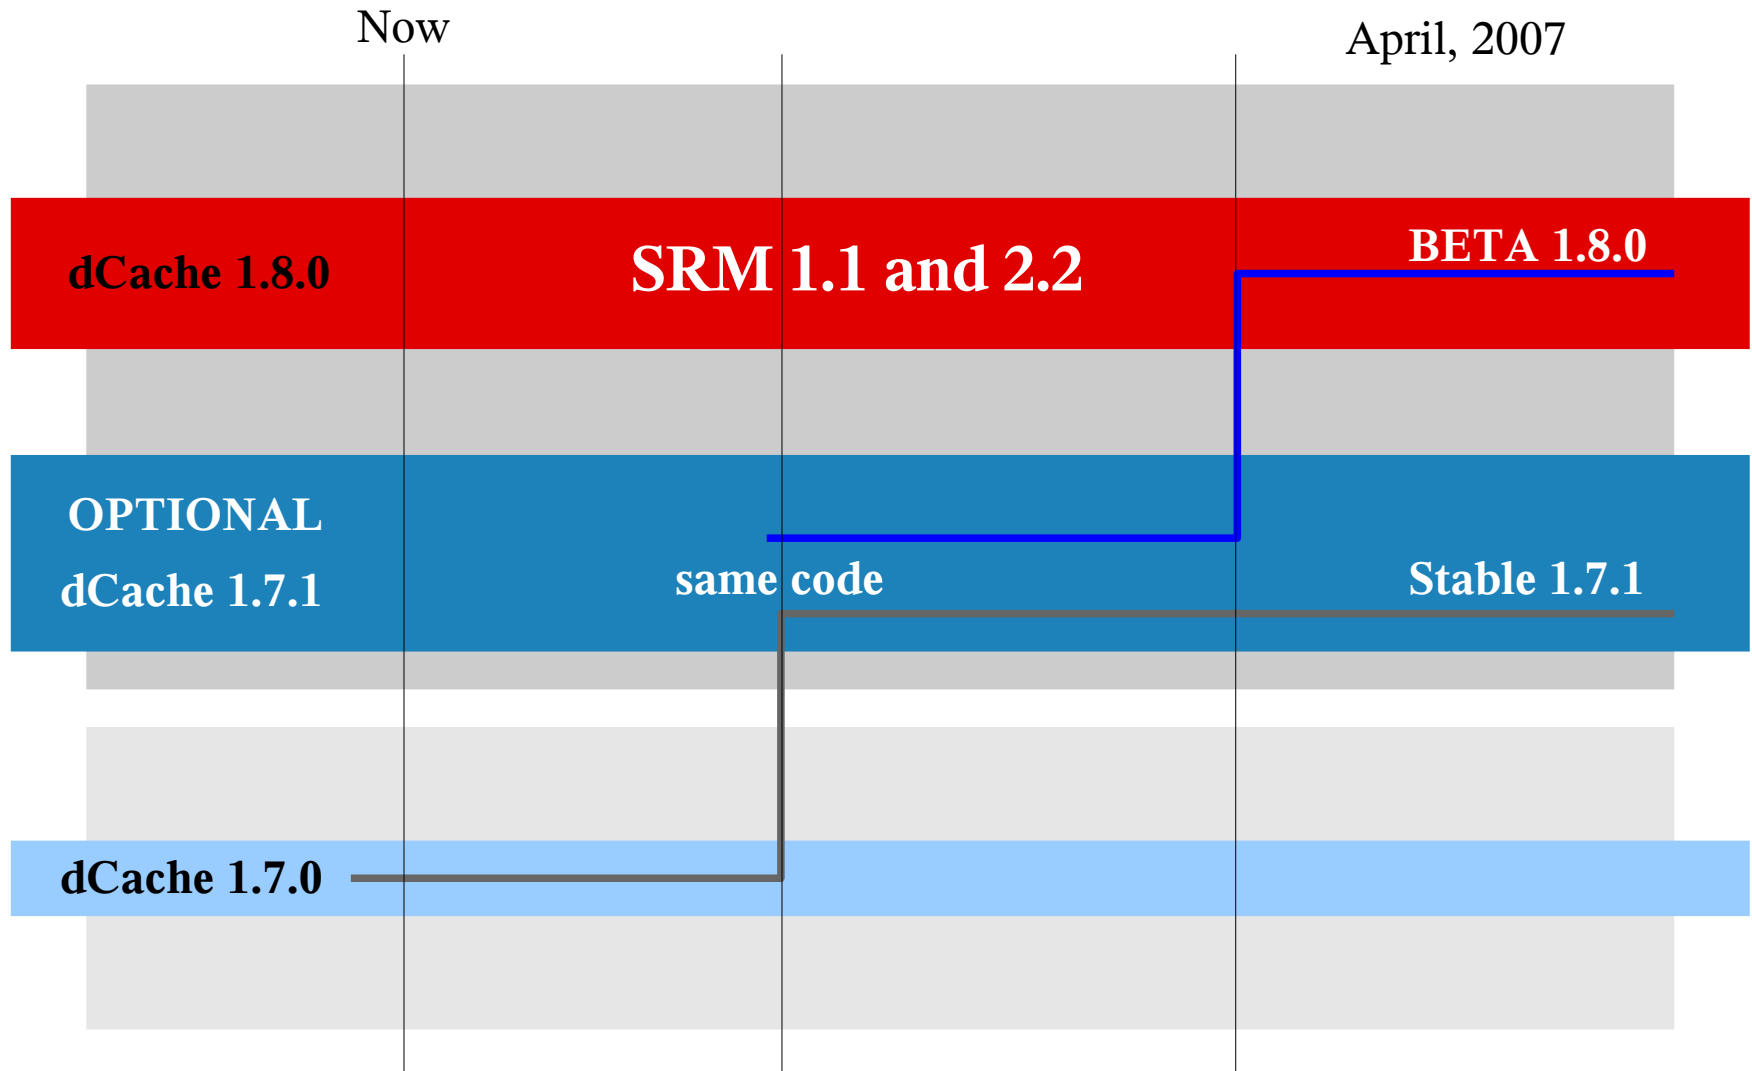 Now
April, 2007
dCache 1.8.0
SRM 1.1 and 2.2
BETA 1.8.0
OPTIONAL
dCache 1.7.1
same code
Stable 1.7.1
dCache 1.7.0